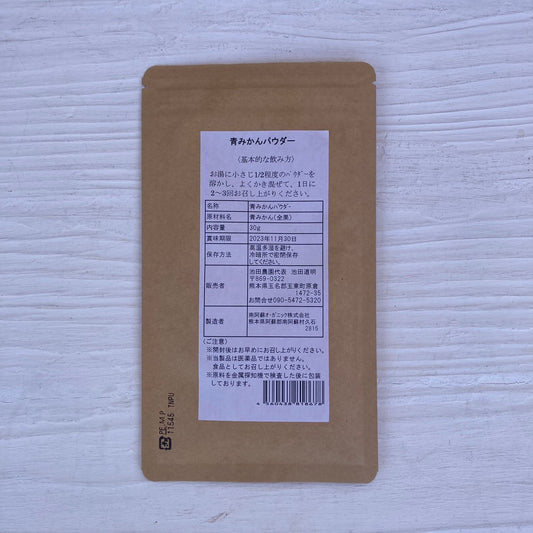 青みかんパウダー
(基本的な飲み方)
お湯に小さじ1/2程度のﾊﾟｳﾀﾞｰを
溶かし、よくかき混ぜて、1日に
2～3回お召し上がりください。
名称 青みかんﾊﾟｳﾀﾞｰ
原材料名 青みかん(全果)
内容量 30g
賞味期限 2023年11月30日
保存方法 高温多湿を避け、
冷暗所で密閉保存
してください。
販売者 池田農園代表 池田道明
〒869-0322
熊本県玉名郡玉東町原倉
1472-35
お問合せ090-5472-5320
製造者 南阿蘇ｵｰｶﾞﾆｯｸ株式会社
熊本県阿蘇郡南阿蘇村久石
2815
(ご注意)
※開封後はお早めにお召し上がりください。
※当製品は医薬品ではありません。
食品としてお召し上がりください。
※原料を金属探知機で検査した後に包装
しております。
4 560438 816678
PE,M,P
11545 TNPU